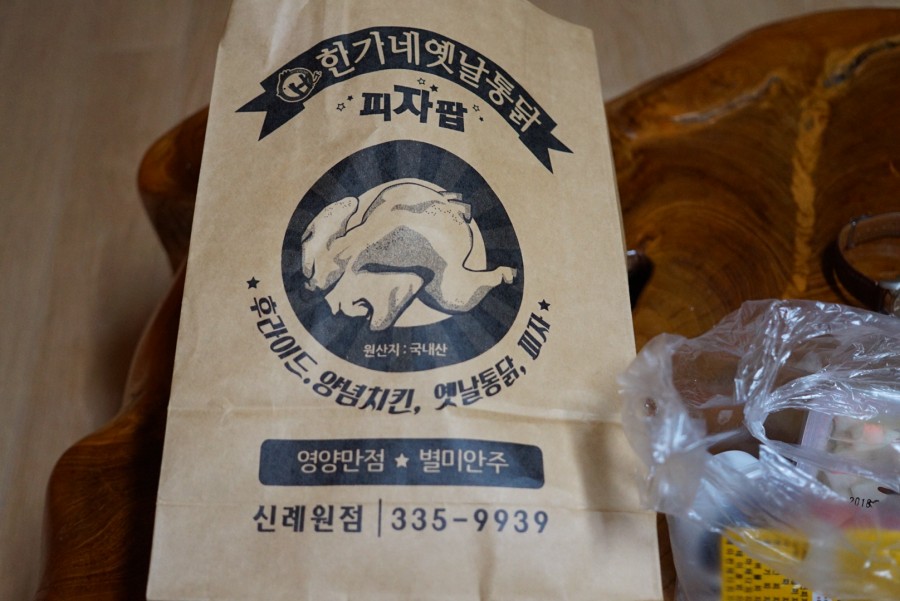 한가네옛날통닭
피자팝
원산지 : 국내산
후라이드, 양념치킨, 옛날통닭, 피자
영양만점 ★ 별미안주
신례원점 | 335-9939
2018